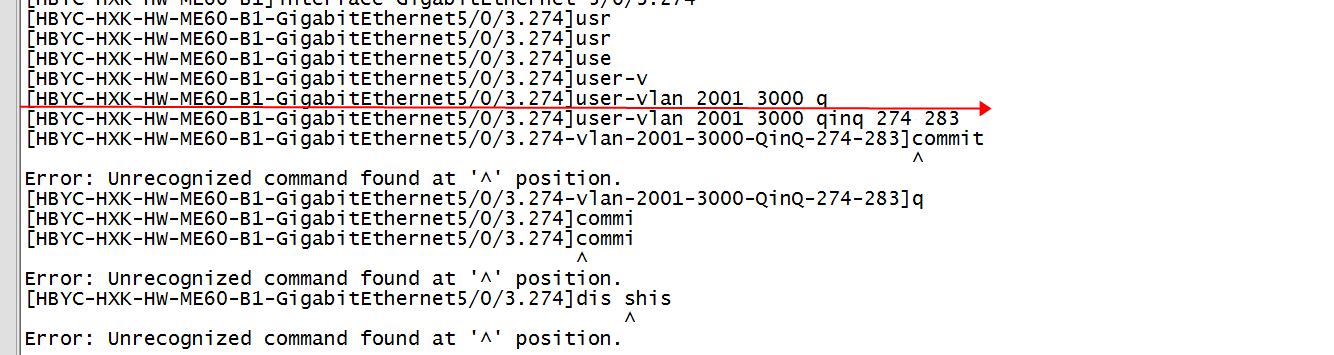 [HBYC-HXK-HW-ME60-B1-GigabitEthernet5/0/3.274]usr
[HBYC-HXK-HW-ME60-B1-GigabitEthernet5/0/3.274]usr
[HBYC-HXK-HW-ME60-B1-GigabitEthernet5/0/3.274]use
[HBYC-HXK-HW-ME60-B1-GigabitEthernet5/0/3.274]user-v
[HBYC-HXK-HW-ME60-B1-GigabitEthernet5/0/3.274]user-vlan 2001 3000 q
[HBYC-HXK-HW-ME60-B1-GigabitEthernet5/0/3.274]user-vlan 2001 3000 qinq 274 283
[HBYC-HXK-HW-ME60-B1-GigabitEthernet5/0/3.274-vlan-2001-3000-QinQ-274-283]commit
^
Error: Unrecognized command found at '^' position.
[HBYC-HXK-HW-ME60-B1-GigabitEthernet5/0/3.274-vlan-2001-3000-QinQ-274-283]q
[HBYC-HXK-HW-ME60-B1-GigabitEthernet5/0/3.274]commi
[HBYC-HXK-HW-ME60-B1-GigabitEthernet5/0/3.274]commi
^
Error: Unrecognized command found at '^' position.
[HBYC-HXK-HW-ME60-B1-GigabitEthernet5/0/3.274]dis shis
^
Error: Unrecognized command found at '^' position.